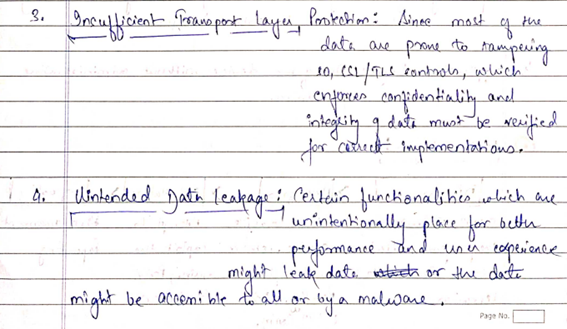 3. Insufficient Transport Layer Protection: Since most of the
data are prone to tampering
so, CSL/TLS controls, which
enforces confidentiality and
integrity of data must be verified
for correct implementations.
4. Unintended Data Leakage: Certain functionalities which are
unintentionally place for better
performance and user experience
might leak data which or the data
might be accessible to all or by a malware.
Page No.